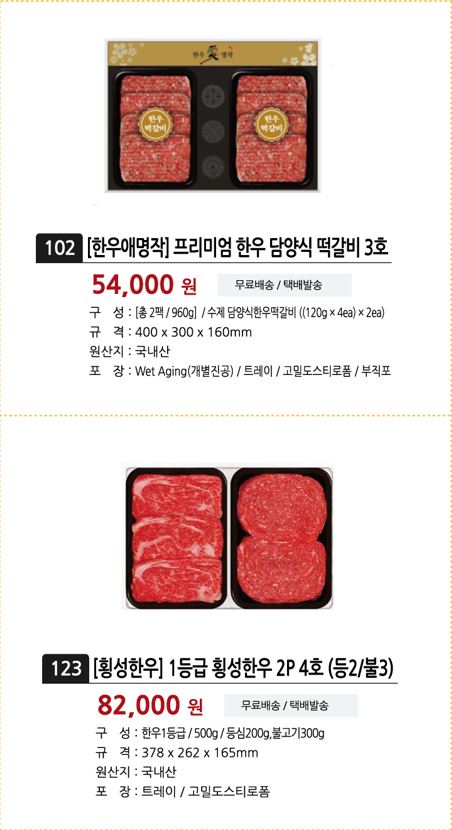 한우 愛 명작
한우
떡갈비
한우
떡갈비
102 [한우애명작] 프리미엄 한우 담양식 떡갈비 3호
54,000 원 무료배송 / 택배발송
구 성 : [총 2팩 / 960g] / 수제 담양식한우떡갈비 ((120g × 4ea) × 2ea)
규 격 : 400 x 300 x 160mm
원산지 : 국내산
포 장 : Wet Aging(개별진공) / 트레이 / 고밀도스티로폼 / 부직포
123 [횡성한우] 1등급 횡성한우 2P 4호 (등2/불3)
82,000 원 무료배송 / 택배발송
구 성 : 한우1등급 / 500g / 등심200g,불고기300g
규 격 : 378 x 262 x 165mm
원산지 : 국내산
포 장 : 트레이 / 고밀도스티로폼